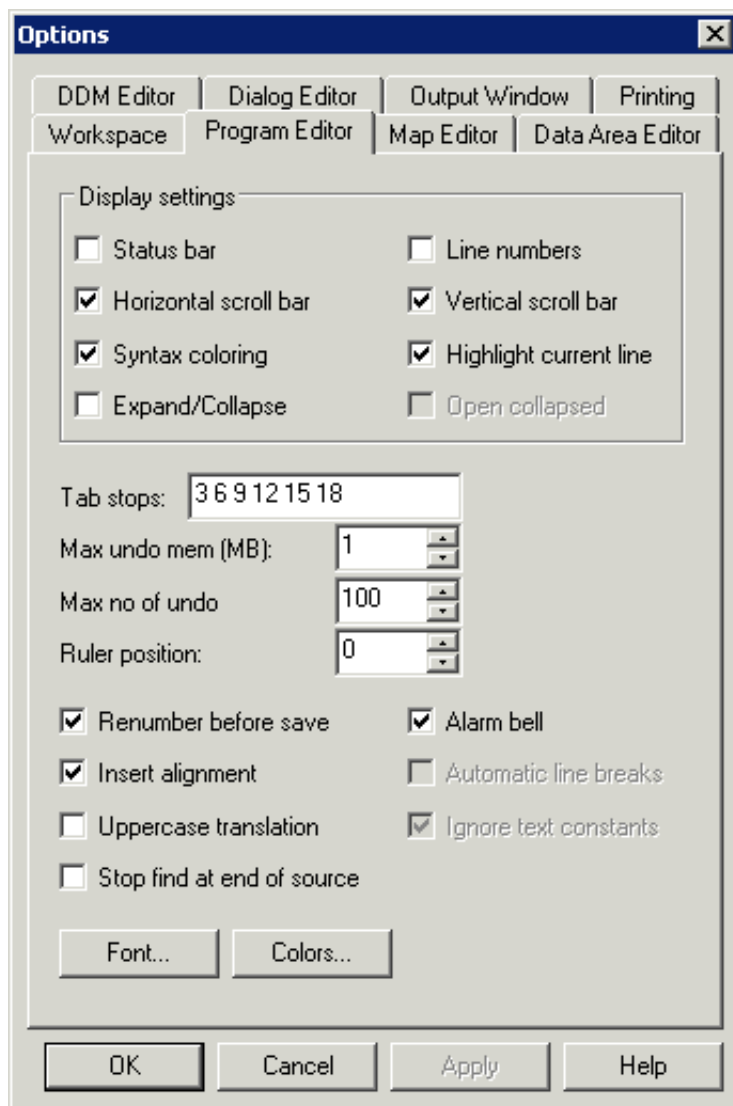 Options
DDM Editor Dialog Editor Output Window Printing
Workspace Program Editor Map Editor Data Area Editor
Display settings
Status bar Line numbers
Horizontal scroll bar Vertical scroll bar
Syntax coloring Highlight current line
Expand/Collapse Open collapsed
Tab stops: 3 6 9 12 15 18
Max undo mem (MB): 1
Max no of undo 100
Ruler position: 0
Renumber before save Alarm bell
Insert alignment Automatic line breaks
Uppercase translation Ignore text constants
Stop find at end of source
Font... Colors...
OK Cancel Apply Help